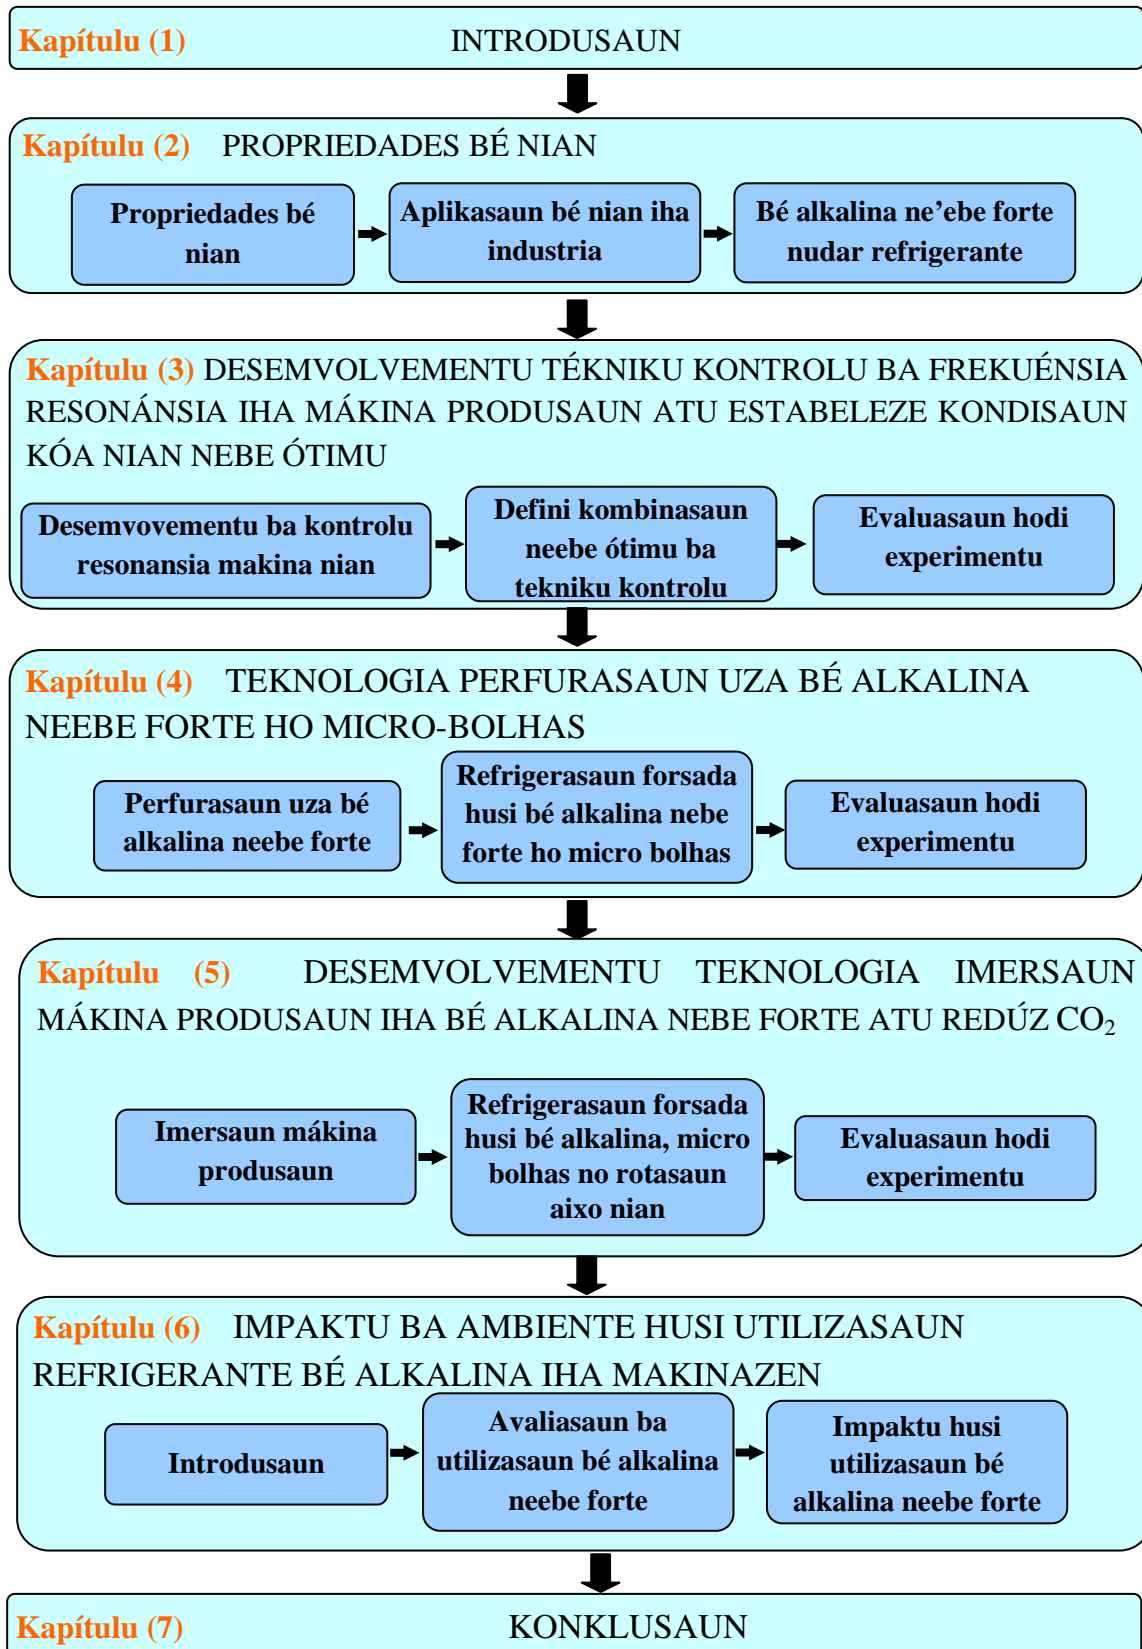 Kapítulu (1) INTRODUSAUN
Kapítulu (2) PROPRIEDADES BÉ NIAN
Propriedades bé
nian
Aplikasaun bé nian iha
industria
Bé alkalina ne’ebe forte
nudar refrigerante
Kapítulu (3) DESEMVOLVEMENTU TÉKNIKU KONTROLU BA FREKUÉNSIA
RESONÁNSIA IHA MÁKINA PRODUSAUN ATU ESTABELEZE KONDISAUN
KÓA NIAN NEBE ÓTIMU
Desemvovementu ba kontrolu
resonansia makina nian
Defini kombinasaun
neebe ótimu ba
tekniku kontrolu
Evaluasaun hodi
experimentu
Kapítulu (4) TEKNOLOGIA PERFURASAUN UZA BÉ ALKALINA
NEEBE FORTE HO MICRO-BOLHAS
Perfurasaun uza bé
alkalina neebe forte
Refrigerasaun forsada
husi bé alkalina nebe
forte ho micro bolhas
Evaluasaun hodi
experimentu
Kapítulu (5) DESEMVOLVEMENTU TEKNOLOGIA IMERSAUN
MÁKINA PRODUSAUN IHA BÉ ALKALINA NEBE FORTE ATU REDÚZ CO₂
Imersaun mákina
produsaun
Refrigerasaun forsada
husi bé alkalina, micro
bolhas no rotasaun
aixo nian
Evaluasaun hodi
experimentu
Kapítulu (6) IMPAKTU BA AMBIENTE HUSI UTILIZASAUN
REFRIGERANTE BÉ ALKALINA IHA MAKINAZEN
Introdusaun
Avaliasaun ba
utilizasaun bé alkalina
neebe forte
Impaktu husi
utilizasaun bé
alkalina neebe forte
Kapítulu (7) KONKLUSAUN